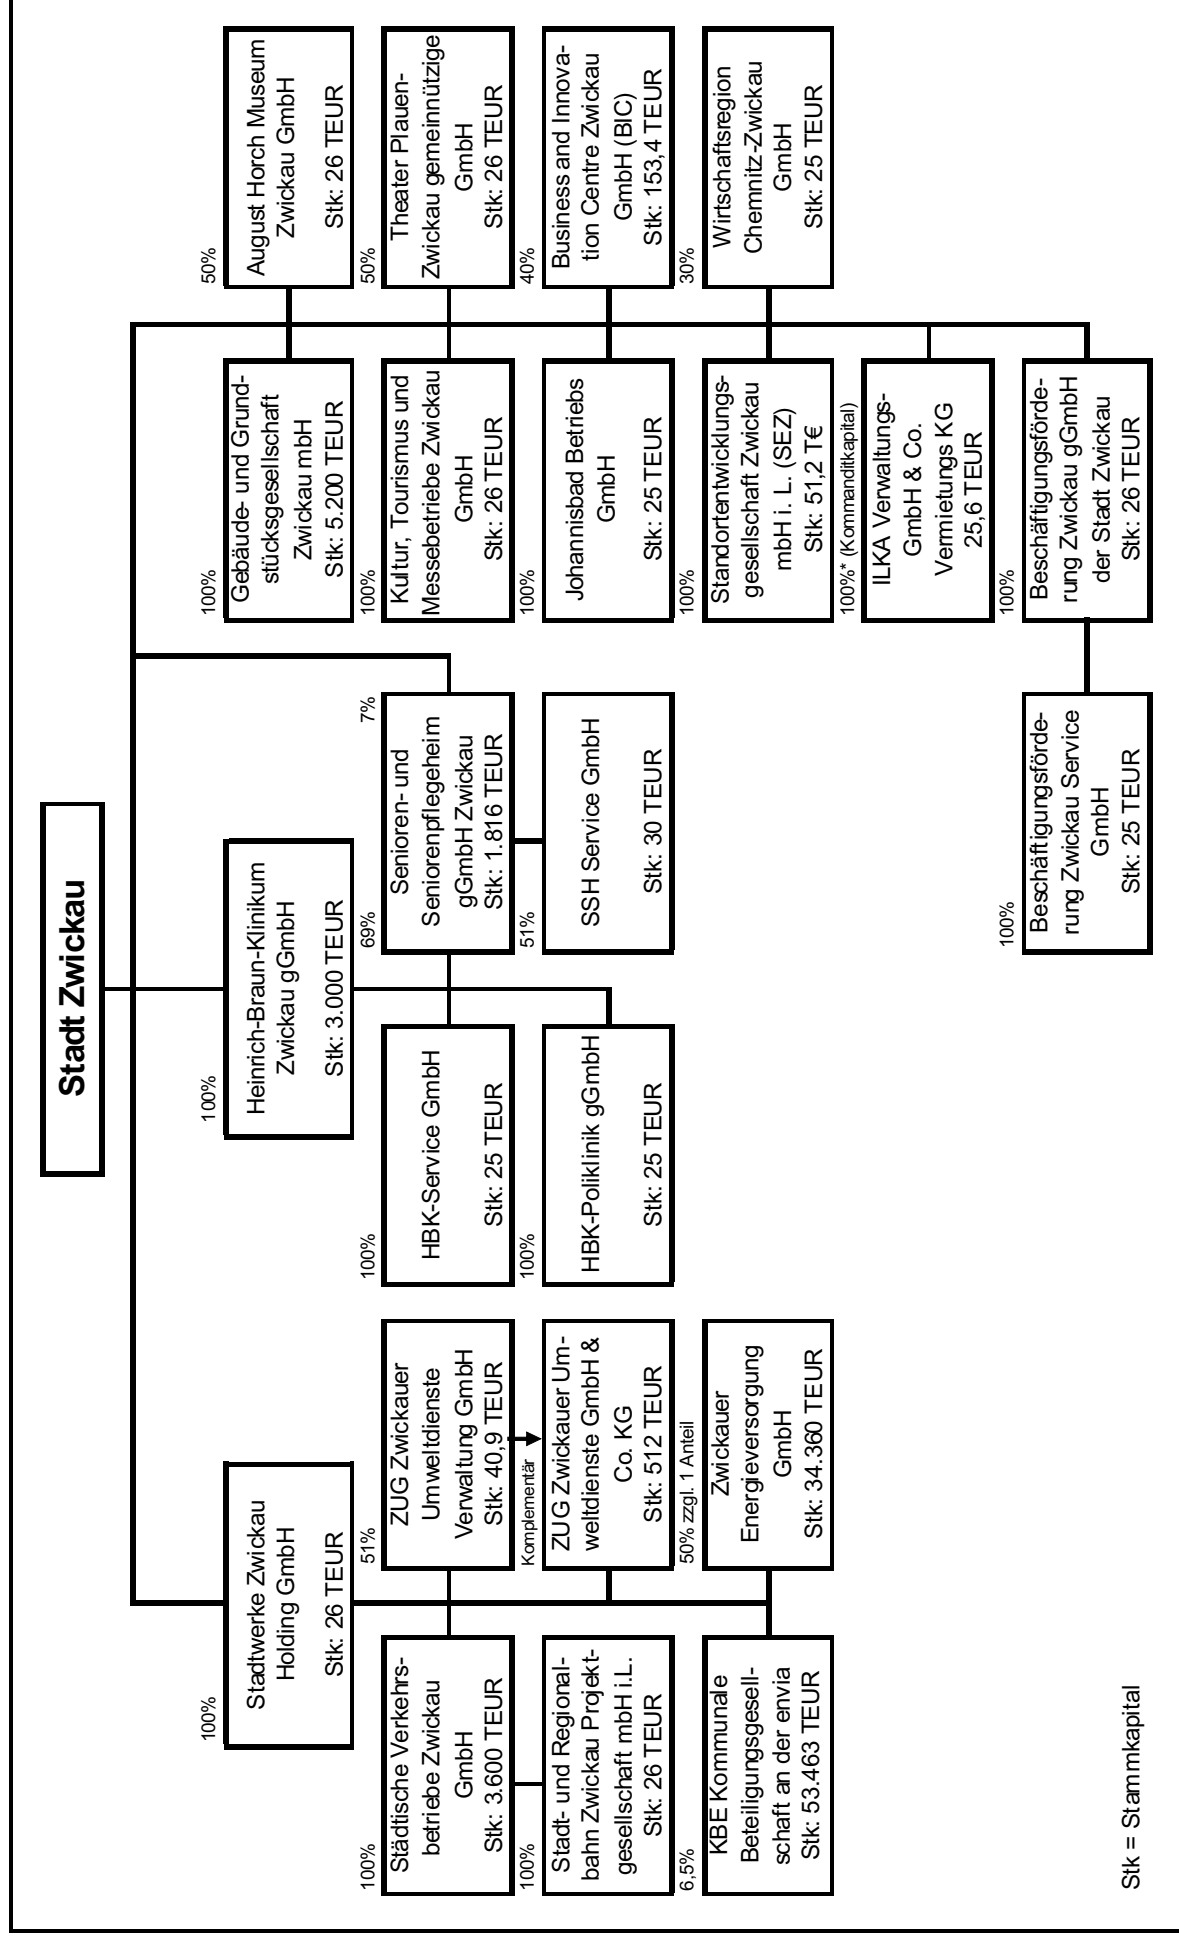 Stadt Zwickau
100%
Stadtwerke Zwickau
Holding GmbH
Stk: 26 TEUR
100%
Städtische Verkehrs-
betriebe Zwickau
GmbH
Stk: 3.600 TEUR
100%
Stadt- und Regional-
bahn Zwickau Projekt-
gesellschaft mbH i.L.
Stk: 26 TEUR
6,5%
KBE Kommunale
Beteiligungsgesell-
schaft an der envia
Stk: 53.463 TEUR
51%
ZUG Zwickauer
Umweltdienste
Verwaltung GmbH
Stk: 40,9 TEUR
Komplementär
ZUG Zwickauer Um-
weltdienste GmbH &
Co. KG
Stk: 512 TEUR
50% zzgl. 1 Anteil
Zwickauer
Energieversorgung
GmbH
Stk: 34.360 TEUR
100%
Heinrich-Braun-Klinikum
Zwickau gGmbH
Stk: 3.000 TEUR
100%
HBK-Service GmbH
Stk: 25 TEUR
100%
HBK-Poliklinik gGmbH
Stk: 25 TEUR
69%
7%
Senioren- und
Seniorenpflegeheim
gGmbH Zwickau
Stk: 1.816 TEUR
51%
SSH Service GmbH
Stk: 30 TEUR
100%
Gebäude- und Grund-
stücksgesellschaft
Zwickau mbH
Stk: 5.200 TEUR
100%
Kultur, Tourismus und
Messebetriebe Zwickau
GmbH
Stk: 26 TEUR
100%
Johannisbad Betriebs
GmbH
Stk: 25 TEUR
100%
Standortentwicklungs-
gesellschaft Zwickau
mbH i. L. (SEZ)
Stk: 51,2 T€
100%* (Kommanditkapital)
ILKA Verwaltungs-
GmbH & Co.
Vermietungs KG
25,6 TEUR
100%
Beschäftigungsförde-
rung Zwickau gGmbH
der Stadt Zwickau
Stk: 26 TEUR
100%
Beschäftigungsförde-
rung Zwickau Service
GmbH
Stk: 25 TEUR
50%
August Horch Museum
Zwickau GmbH
Stk: 26 TEUR
50%
Theater Plauen-
Zwickau gemeinnützige
GmbH
Stk: 26 TEUR
40%
Business and Innova-
tion Centre Zwickau
GmbH (BIC)
Stk: 153,4 TEUR
30%
Wirtschaftsregion
Chemnitz-Zwickau
GmbH
Stk: 25 TEUR
Stk = Stammkapital